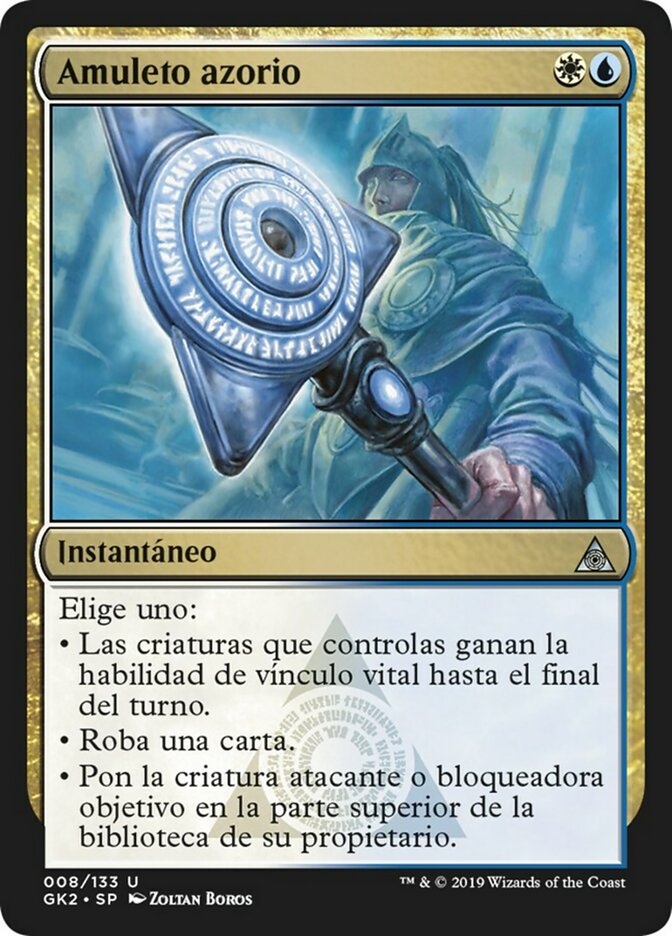 Amuleto azorio
Instantáneo
Elige uno:
• Las criaturas que controlas ganan la
habilidad de vínculo vital hasta el final
del turno.
• Roba una carta.
• Pon la criatura atacante o bloqueadora
objetivo en la parte superior de la
biblioteca de su propietario.
008/133 U
™ & © 2019 Wizards of the Coast
GK2 • SP Zoltan Boros